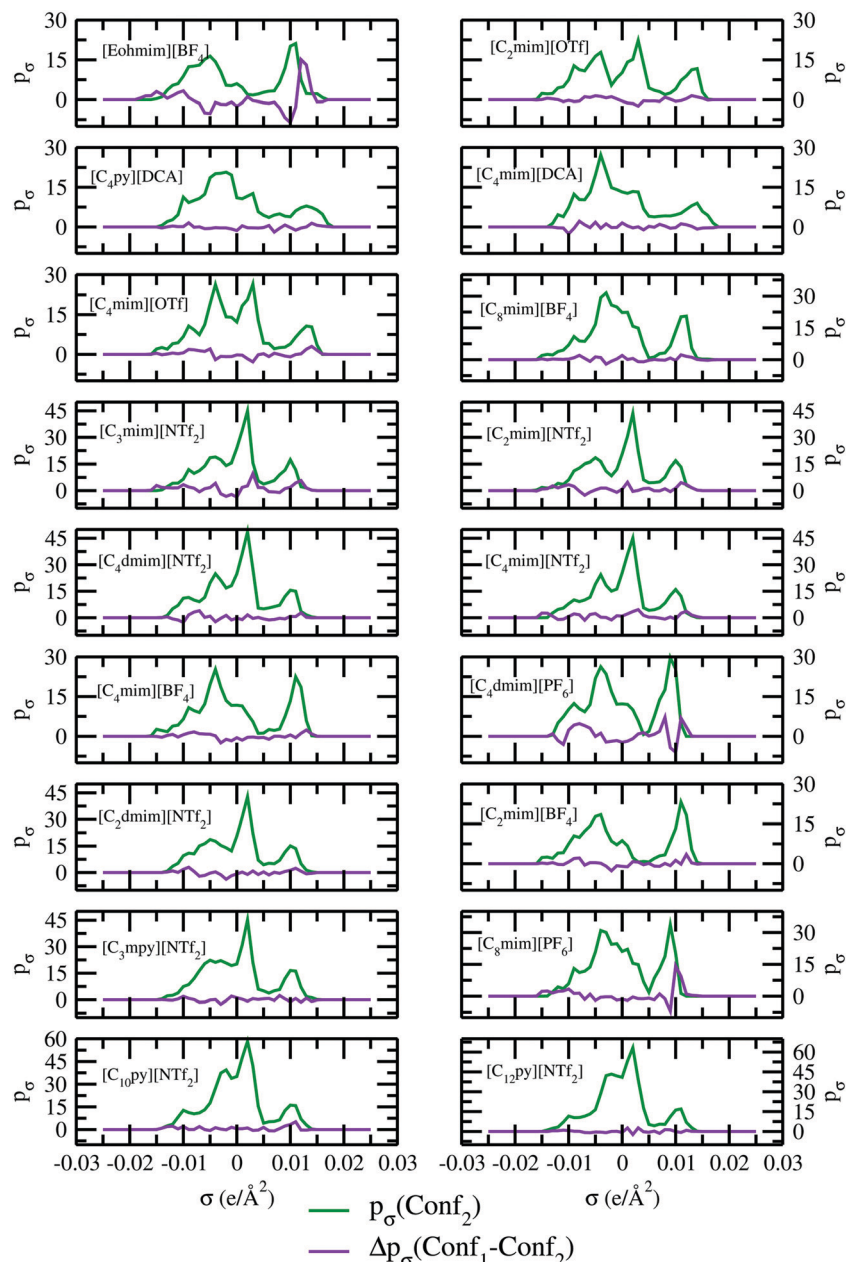 30 [Eohmim][BF₄] [C₂mim][OTf] 30
pσ 15 15 pσ
0 0
30 30
[C₄py][DCA] [C₄mim][DCA]
pσ 15 15 pσ
0 0
30
[C₄mim][OTf] [C₈mim][BF₄] 30
pσ 15 15 pσ
0 0
45 [C₃mim][NTf₂] [C₂mim][NTf₂] 45
pσ 30 30 pσ
15 15
0 0
45 [C₄dmim][NTf₂] [C₄mim][NTf₂] 45
pσ 30 30 pσ
15 15
0 0
30 30
[C₄mim][BF₄] [C₄dmim][PF₆]
pσ 15 15 pσ
0 0
45 [C₂dmim][NTf₂] [C₂mim][BF₄] 30
pσ 30 15 pσ
15
0 0
45 [C₃mpy][NTf₂] [C₈mim][PF₆] 30
pσ 30 15 pσ
15
0 0
60 [C₁₀py][NTf₂] [C₁₂py][NTf₂] 60
pσ 45 45 pσ
30 30
15 15
0 0
-0.03 -0.02 -0.01 0 0.01 0.02 0.03 -0.02 -0.01 0 0.01 0.02 0.03
σ (e/Å²) σ (e/Å²)
pσ(Conf₂)
Δpσ(Conf₁-Conf₂)